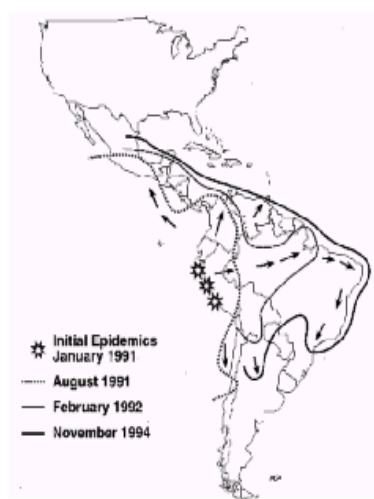 Initial Epidemics
January 1991
August 1991
February 1992
November 1994